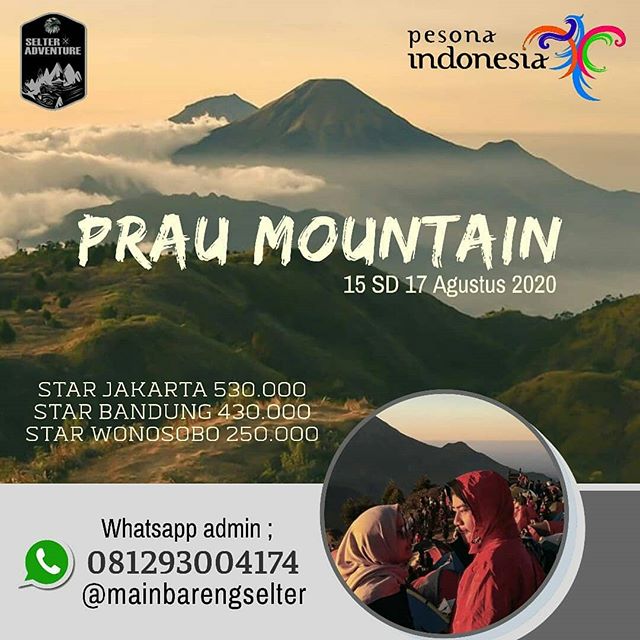 SELTER X
ADVENTURE
pesona
indonesia
PRAU MOUNTAIN
15 SD 17 Agustus 2020
STAR JAKARTA 530.000
STAR BANDUNG 430.000
STAR WONOSOBO 250.000
Whatsapp admin ;
081293004174
@mainbarengselter